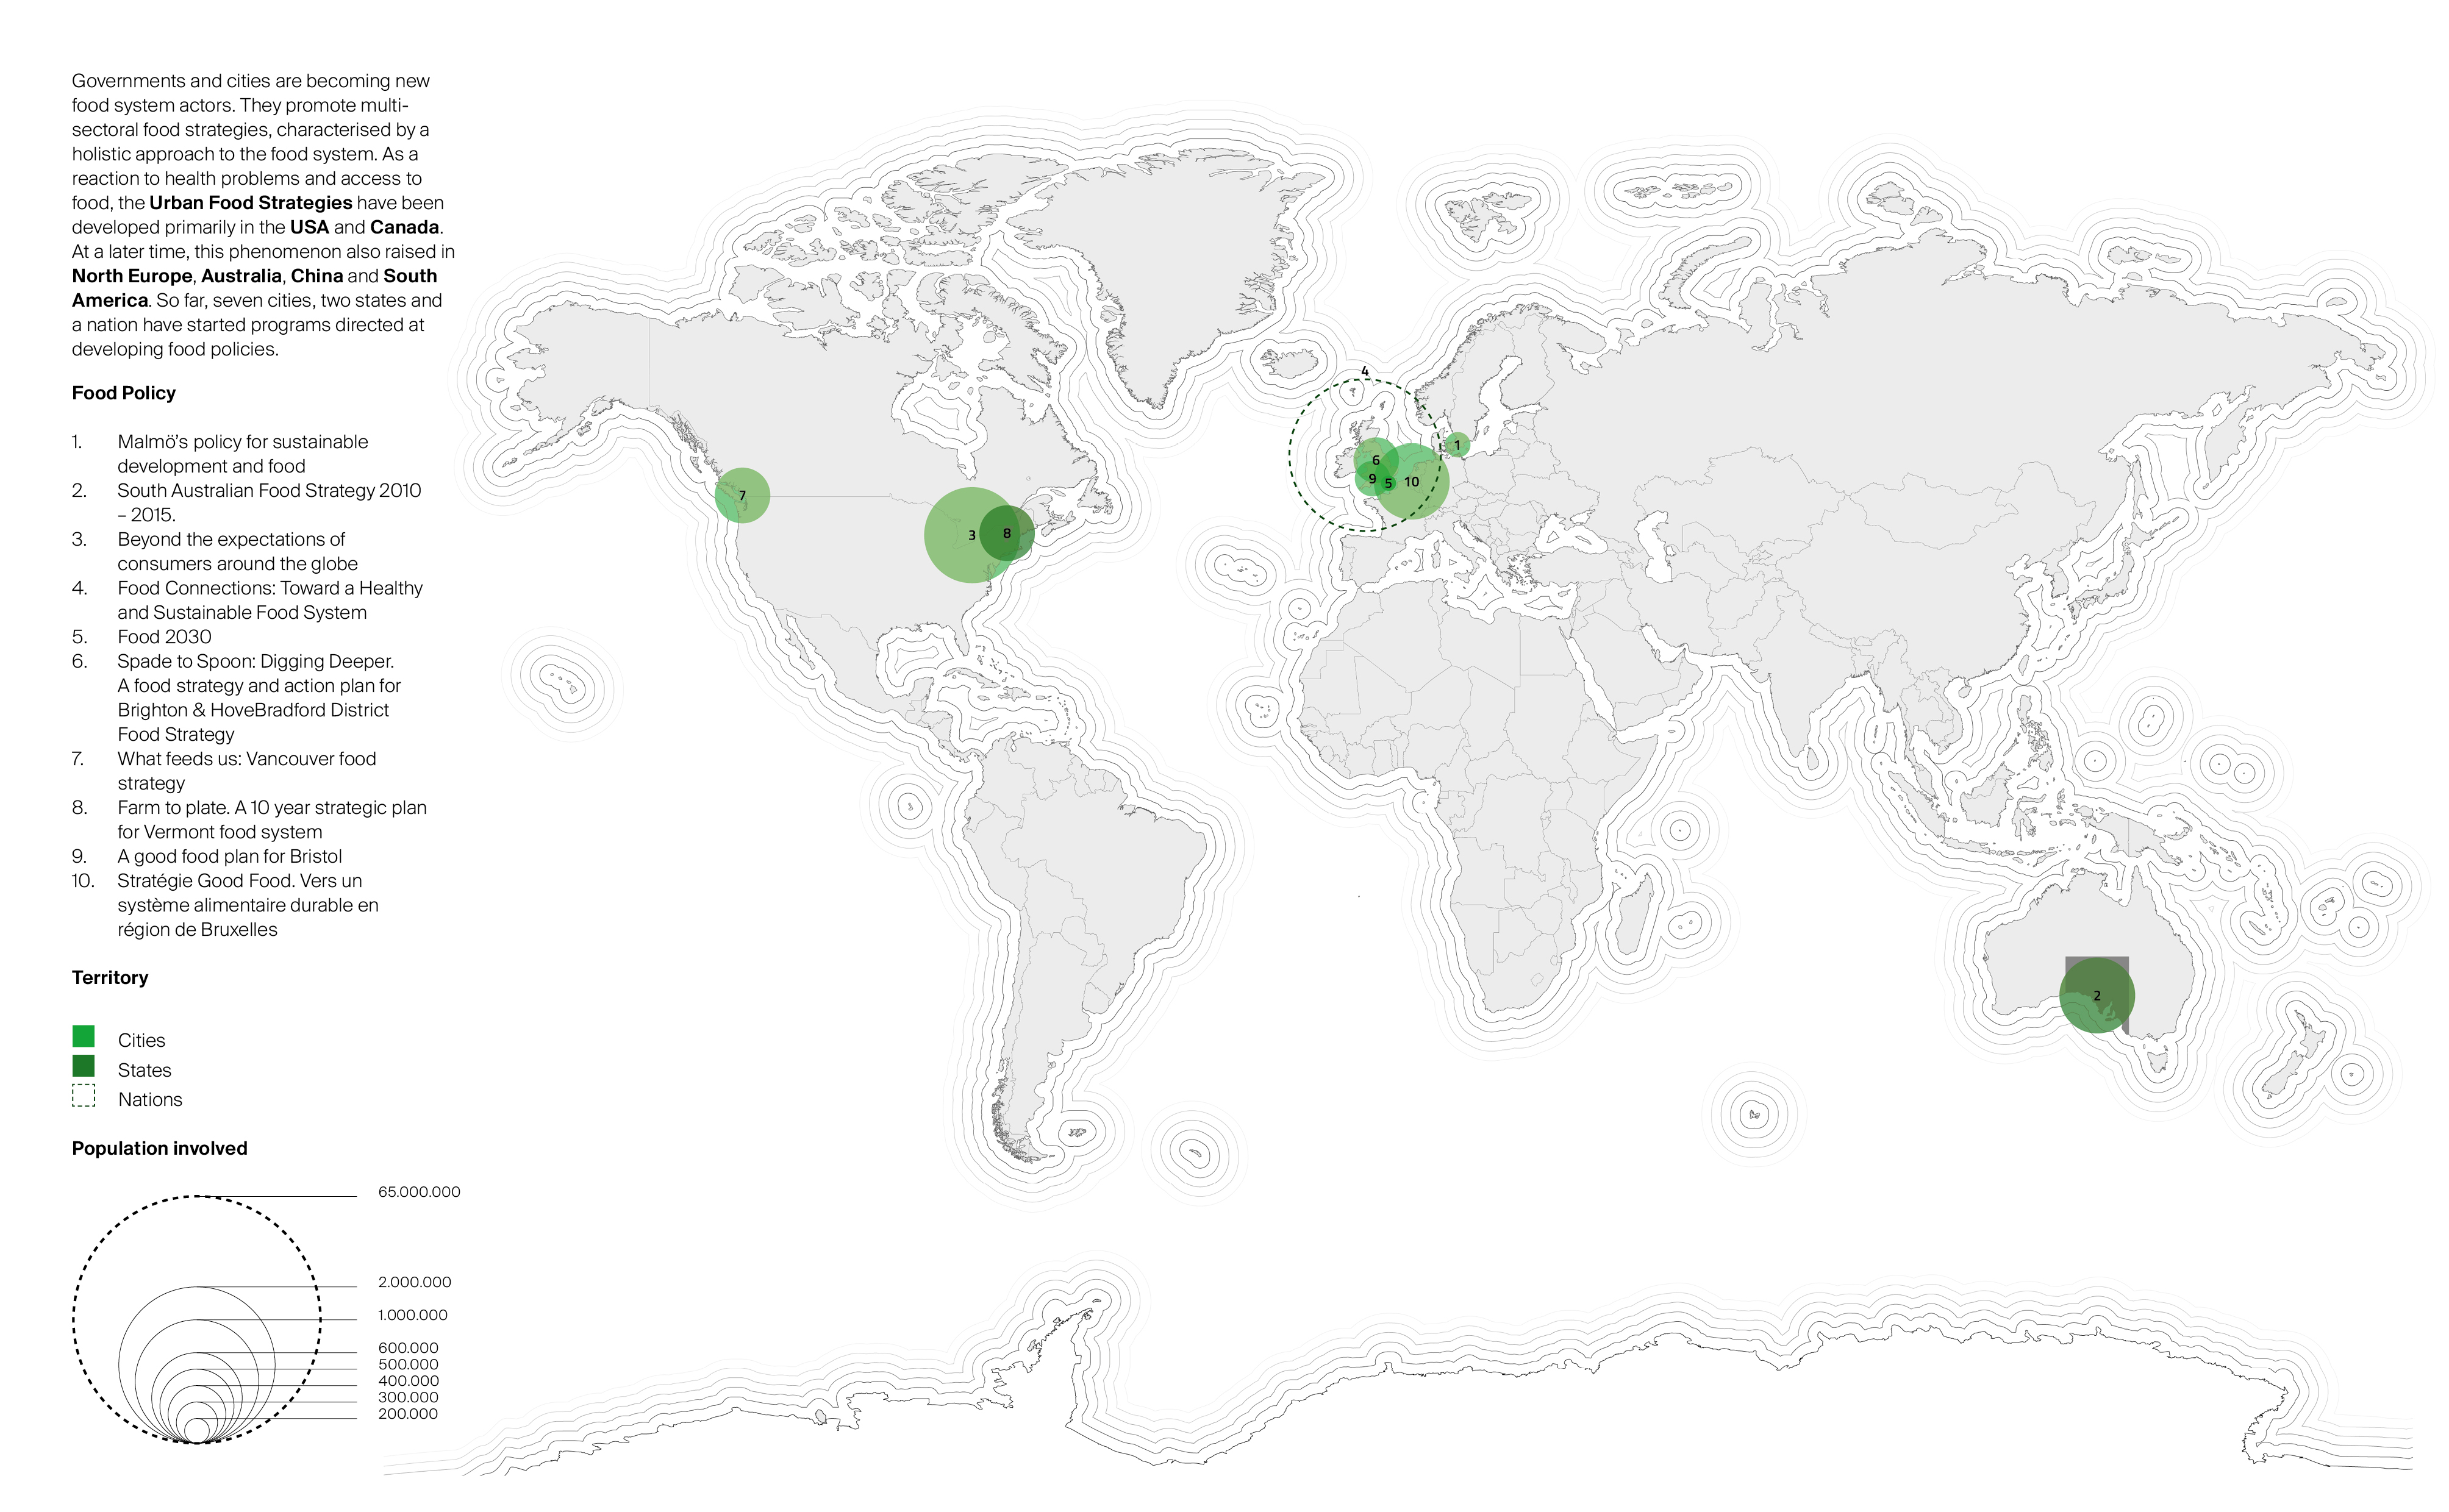 Governments and cities are becoming new
food system actors. They promote multi-
sectoral food strategies, characterised by a
holistic approach to the food system. As a
reaction to health problems and access to
food, the Urban Food Strategies have been
developed primarily in the USA and Canada.
At a later time, this phenomenon also raised in
North Europe, Australia, China and South
America. So far, seven cities, two states and
a nation have started programs directed at
developing food policies.
Food Policy
1. Malmö's policy for sustainable
development and food
2. South Australian Food Strategy 2010
– 2015.
3. Beyond the expectations of
consumers around the globe
4. Food Connections: Toward a Healthy
and Sustainable Food System
5. Food 2030
6. Spade to Spoon: Digging Deeper.
A food strategy and action plan for
Brighton & HoveBradford District
Food Strategy
7. What feeds us: Vancouver food
strategy
8. Farm to plate. A 10 year strategic plan
for Vermont food system
9. A good food plan for Bristol
10. Stratégie Good Food. Vers un
système alimentaire durable en
région de Bruxelles
Territory
Cities
States
Nations
Population involved
65.000.000
2.000.000
1.000.000
600.000
500.000
400.000
300.000
200.000
4
1
6
9
5
10
7
3
8
2